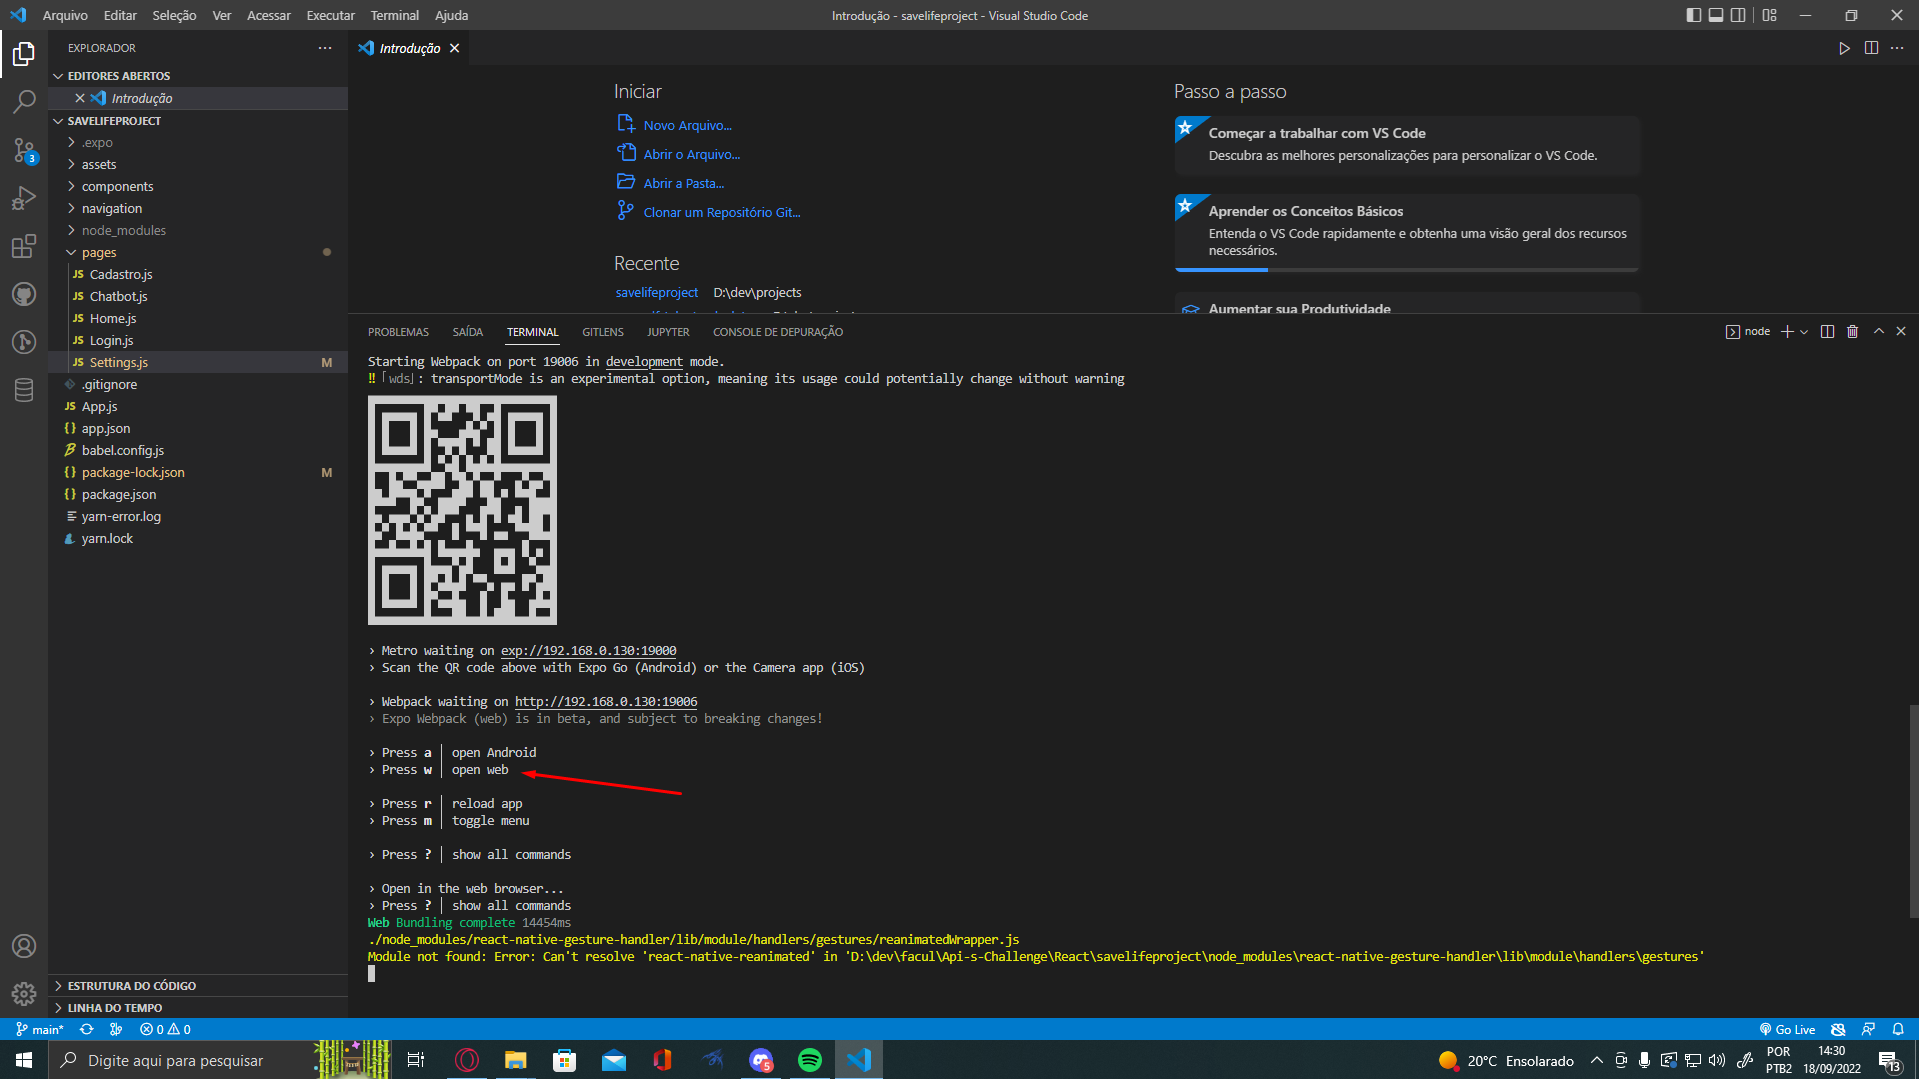 Arquivo Editar Seleção Ver Acessar Executar Terminal Ajuda
Introdução - savelifeproject - Visual Studio Code
EXPLORADOR
EDITORES ABERTOS
Introdução
SAVELIFEPROJECT
.expo
assets
components
navigation
node_modules
pages
JS Cadastro.js
JS Chatbot.js
JS Home.js
JS Login.js
JS Settings.js M
.gitignore
JS App.js
{} app.json
babel.config.js
{} package-lock.json M
{} package.json
yarn-error.log
yarn.lock
ESTRUTURA DO CÓDIGO
LINHA DO TEMPO
3
Introdução
Iniciar
Novo Arquivo...
Abrir o Arquivo...
Abrir a Pasta...
Clonar um Repositório Git...
Recente
savelifeproject D:\dev\projects
Passo a passo
Começar a trabalhar com VS Code
Descubra as melhores personalizações para personalizar o VS Code.
Aprender os Conceitos Básicos
Entenda o VS Code rapidamente e obtenha uma visão geral dos recursos
necessários.
Aumentar sua Produtividade
PROBLEMAS SAÍDA TERMINAL GITLENS JUPYTER CONSOLE DE DEPURAÇÃO
node
Starting Webpack on port 19006 in development mode.
‼ ｢wds｣: transportMode is an experimental option, meaning its usage could potentially change without warning
› Metro waiting on exp://192.168.0.130:19000
› Scan the QR code above with Expo Go (Android) or the Camera app (iOS)
› Webpack waiting on http://192.168.0.130:19006
› Expo Webpack (web) is in beta, and subject to breaking changes!
› Press a │ open Android
› Press w │ open web
› Press r │ reload app
› Press m │ toggle menu
› Press ? │ show all commands
› Open in the web browser...
› Press ? │ show all commands
Web Bundling complete 14454ms
./node_modules/react-native-gesture-handler/lib/module/handlers/gestures/reanimatedWrapper.js
Module not found: Error: Can't resolve 'react-native-reanimated' in 'D:\dev\facul\Api-s-Challenge\React\savelifeproject\node_modules\react-native-gesture-handler\lib\module\handlers\gestures'
main* 0 0
Go Live
Digite aqui para pesquisar
5
20°C Ensolarado
POR
PTB2
14:30
18/09/2022
13